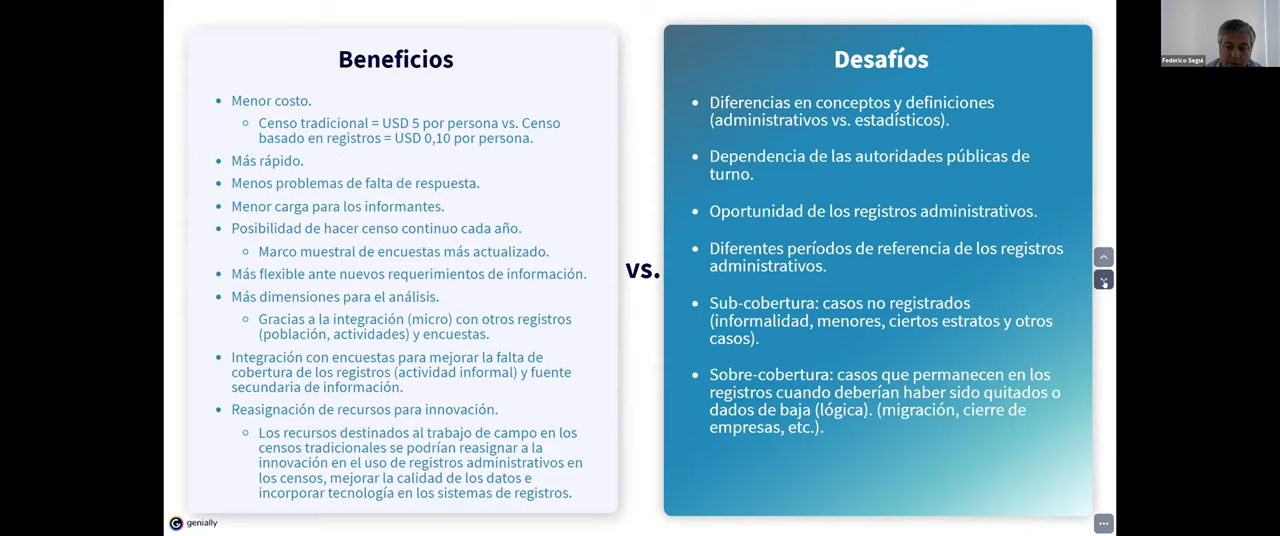 Beneficios
• Menor costo.
○ Censo tradicional = USD 5 por persona vs. Censo
basado en registros = USD 0,10 por persona.
• Más rápido.
• Menos problemas de falta de respuesta.
• Menor carga para los informantes.
• Posibilidad de hacer censo continuo cada año.
○ Marco muestral de encuestas más actualizado.
• Más flexible ante nuevos requerimientos de información.
• Más dimensiones para el análisis.
○ Gracias a la integración (micro) con otros registros
(población, actividades) y encuestas.
• Integración con encuestas para mejorar la falta de
cobertura de los registros (actividad informal) y fuente
secundaria de información.
• Reasignación de recursos para innovación.
○ Los recursos destinados al trabajo de campo en los
censos tradicionales se podrían reasignar a la
innovación en el uso de registros administrativos en
los censos, mejorar la calidad de los datos e
incorporar tecnología en los sistemas de registros.
vs.
Desafíos
• Diferencias en conceptos y definiciones
(administrativos vs. estadísticos).
• Dependencia de las autoridades públicas de
turno.
• Oportunidad de los registros administrativos.
• Diferentes períodos de referencia de los registros
administrativos.
• Sub-cobertura: casos no registrados
(informalidad, menores, ciertos estratos y otros
casos).
• Sobre-cobertura: casos que permanecen en los
registros cuando deberían haber sido quitados o
dados de baja (lógica). (migración, cierre de
empresas, etc.).
Federico Segui
genially